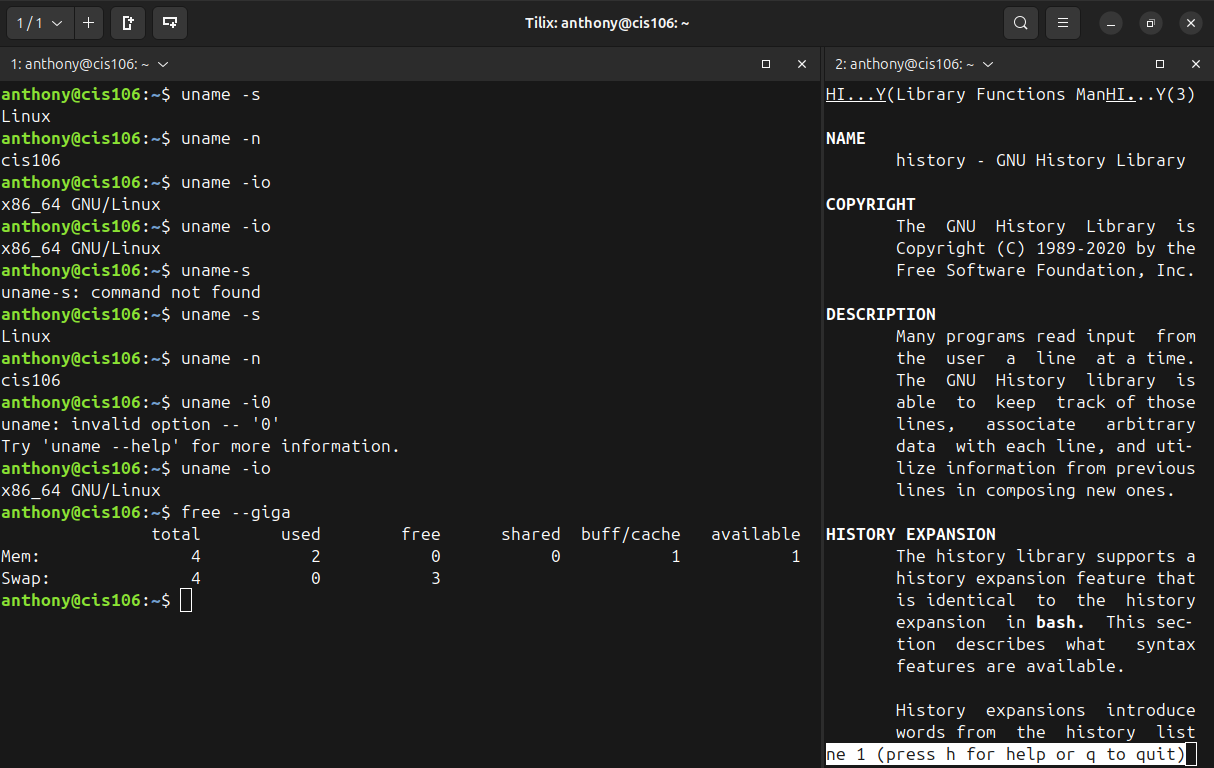 1 / 1
Tilix: anthony@cis106: ~
1: anthony@cis106: ~
anthony@cis106:~$ uname -s
Linux
anthony@cis106:~$ uname -n
cis106
anthony@cis106:~$ uname -io
x86_64 GNU/Linux
anthony@cis106:~$ uname -io
x86_64 GNU/Linux
anthony@cis106:~$ uname-s
uname-s: command not found
anthony@cis106:~$ uname -s
Linux
anthony@cis106:~$ uname -n
cis106
anthony@cis106:~$ uname -i0
uname: invalid option -- '0'
Try 'uname --help' for more information.
anthony@cis106:~$ uname -io
x86_64 GNU/Linux
anthony@cis106:~$ free --giga
total used free shared buff/cache available
Mem: 4 2 0 0 1 1
Swap: 4 0 3
anthony@cis106:~$
2: anthony@cis106: ~
HI...Y(Library Functions ManHI...Y(3)
NAME
history - GNU History Library
COPYRIGHT
The GNU History Library is
Copyright (C) 1989-2020 by the
Free Software Foundation, Inc.
DESCRIPTION
Many programs read input from
the user a line at a time.
The GNU History library is
able to keep track of those
lines, associate arbitrary
data with each line, and uti-
lize information from previous
lines in composing new ones.
HISTORY EXPANSION
The history library supports a
history expansion feature that
is identical to the history
expansion in bash. This sec-
tion describes what syntax
features are available.
History expansions introduce
words from the history list
ne 1 (press h for help or q to quit)